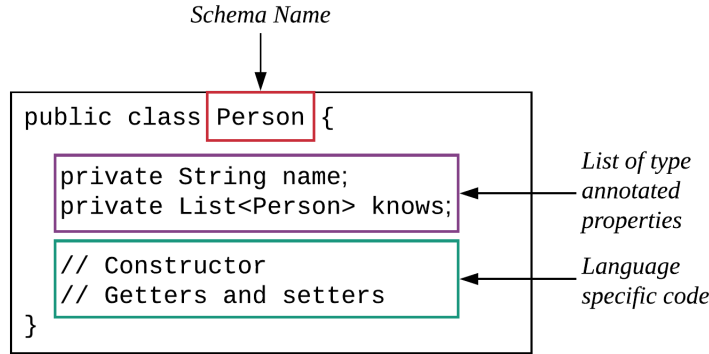 Schema Name
public class Person {
private String name;
private List<Person> knows;
// Constructor
// Getters and setters
}
List of type
annotated
properties
Language
specific code